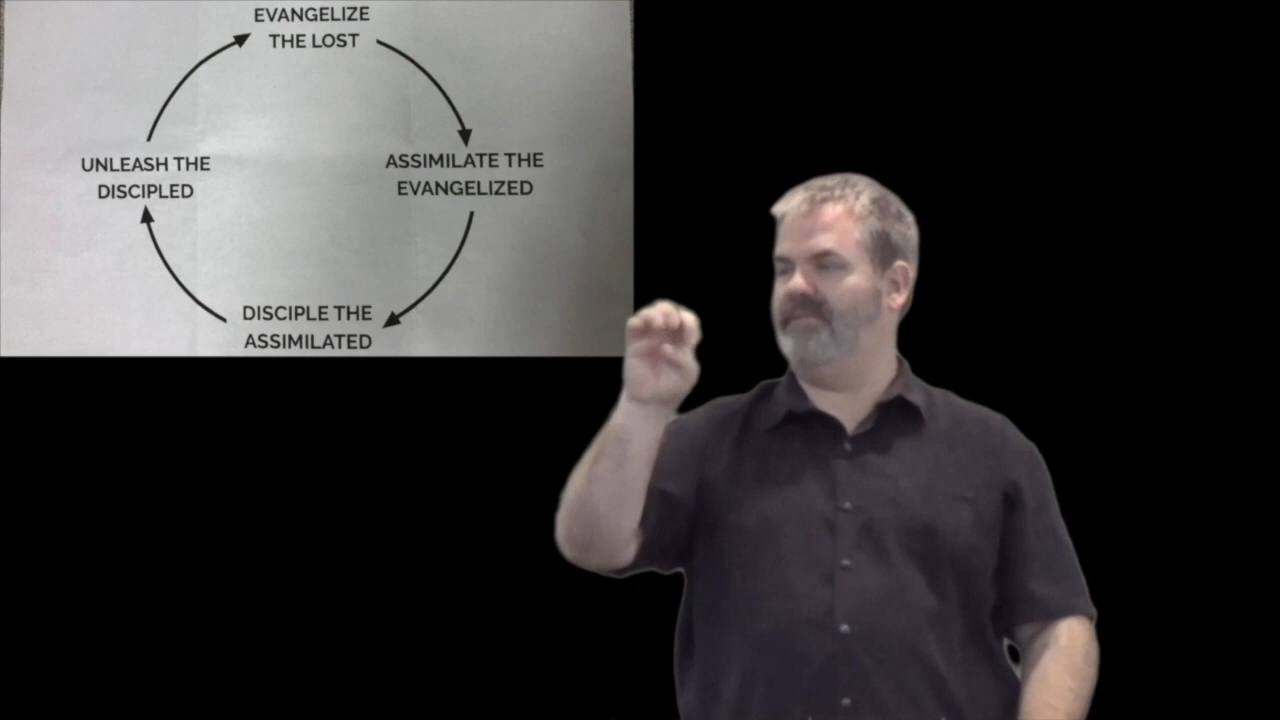 EVANGELIZE
THE LOST
ASSIMILATE THE
EVANGELIZED
DISCIPLE THE
ASSIMILATED
UNLEASH THE
DISCIPLED